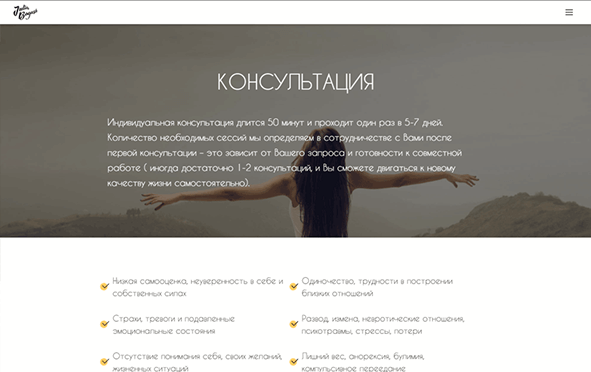 КОНСУЛЬТАЦИЯ
Индивидуальная консультация длится 50 минут и проходит один раз в 5-7 дней.
Количество необходимых сессий мы определяем в сотрудничестве с Вами после
первой консультации – это зависит от Вашего запроса и готовности к совместной
работе ( иногда достаточно 1-2 консультаций, и Вы сможете двигаться к новому
качеству жизни самостоятельно).
Низкая самооценка, неуверенность в себе и
собственных силах
Одиночество, трудности в построении
близких отношений
Страхи, тревоги и подавленные
эмоциональные состояния
Развод, измена, невротические отношения,
психотравмы, стрессы, потери
Отсутствие понимания себя, своих желаний,
жизненных ситуаций
Лишний вес, анорексия, булимия,
компульсивное переедание